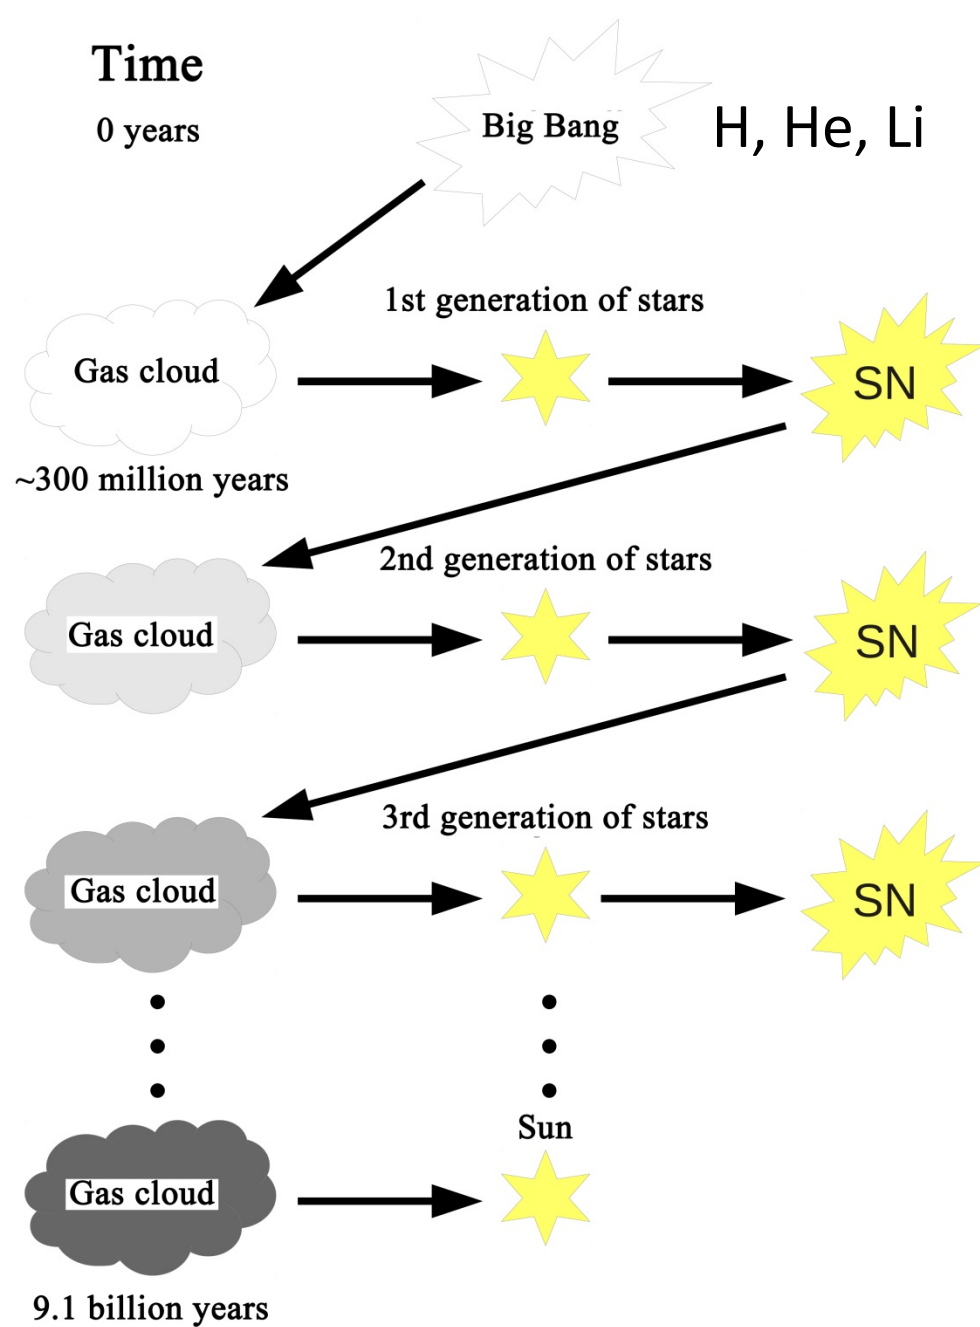 Time
0 years
Big Bang
H, He, Li
1st generation of stars
Gas cloud
SN
~300 million years
2nd generation of stars
Gas cloud
SN
3rd generation of stars
Gas cloud
SN
Sun
Gas cloud
9.1 billion years